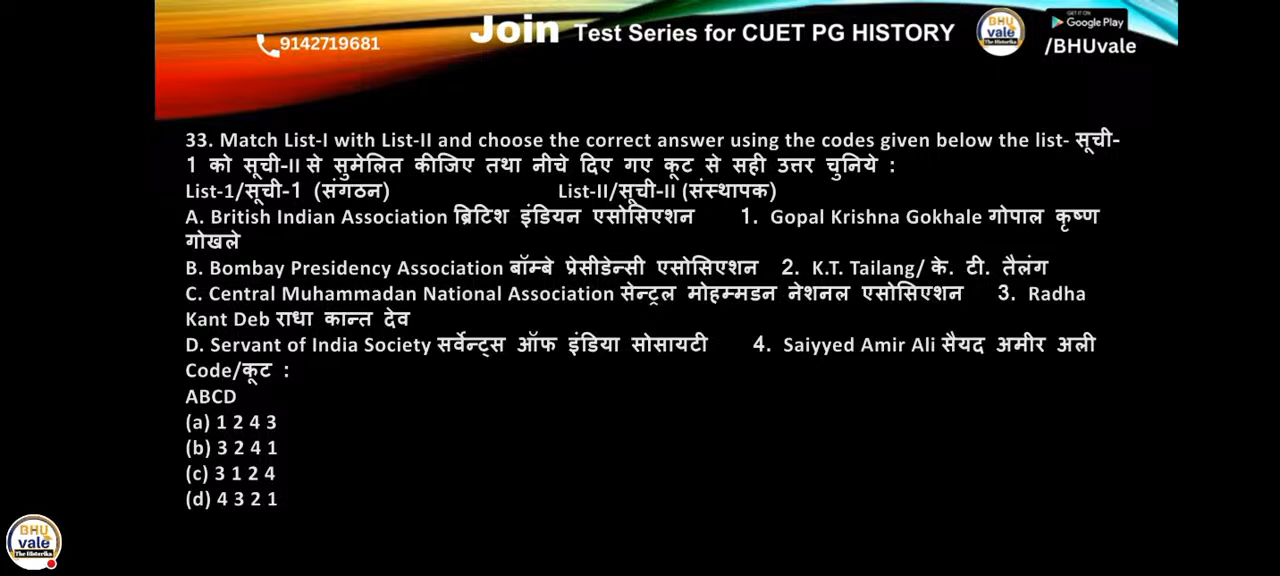 9142719681
Join Test Series for CUET PG HISTORY
BHU
vale
The Historika
GET IT ON
Google Play
/BHUvale
33. Match List-I with List-II and choose the correct answer using the codes given below the list- सूची-
1 को सूची-II से सुमेलित कीजिए तथा नीचे दिए गए कूट से सही उत्तर चुनिये :
List-1/सूची-1 (संगठन) List-II/सूची-II (संस्थापक)
A. British Indian Association ब्रिटिश इंडियन एसोसिएशन 1. Gopal Krishna Gokhale गोपाल कृष्ण
गोखले
B. Bombay Presidency Association बॉम्बे प्रेसीडेन्सी एसोसिएशन 2. K.T. Tailang/ के. टी. तैलंग
C. Central Muhammadan National Association सेन्ट्रल मोहम्मडन नेशनल एसोसिएशन 3. Radha
Kant Deb राधा कान्त देव
D. Servant of India Society सर्वेन्ट्स ऑफ इंडिया सोसायटी 4. Saiyyed Amir Ali सैयद अमीर अली
Code/कूट :
ABCD
(a) 1 2 4 3
(b) 3 2 4 1
(c) 3 1 2 4
(d) 4 3 2 1
BHU
vale
The Historika